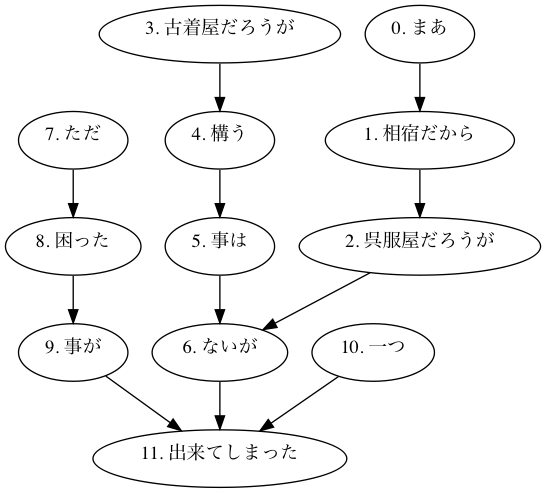 3. 古着屋だろうが
0. まあ
7. ただ
4. 構う
1. 相宿だから
8. 困った
5. 事は
2. 呉服屋だろうが
9. 事が
6. ないが
10. 一つ
11. 出来てしまった